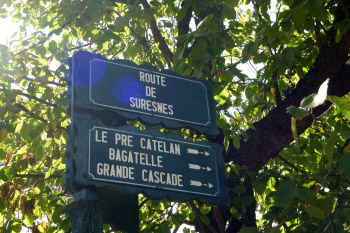 ROUTE
DE
SURESNES
LE PRE CATELAN →
BAGATELLE →
GRANDE CASCADE →